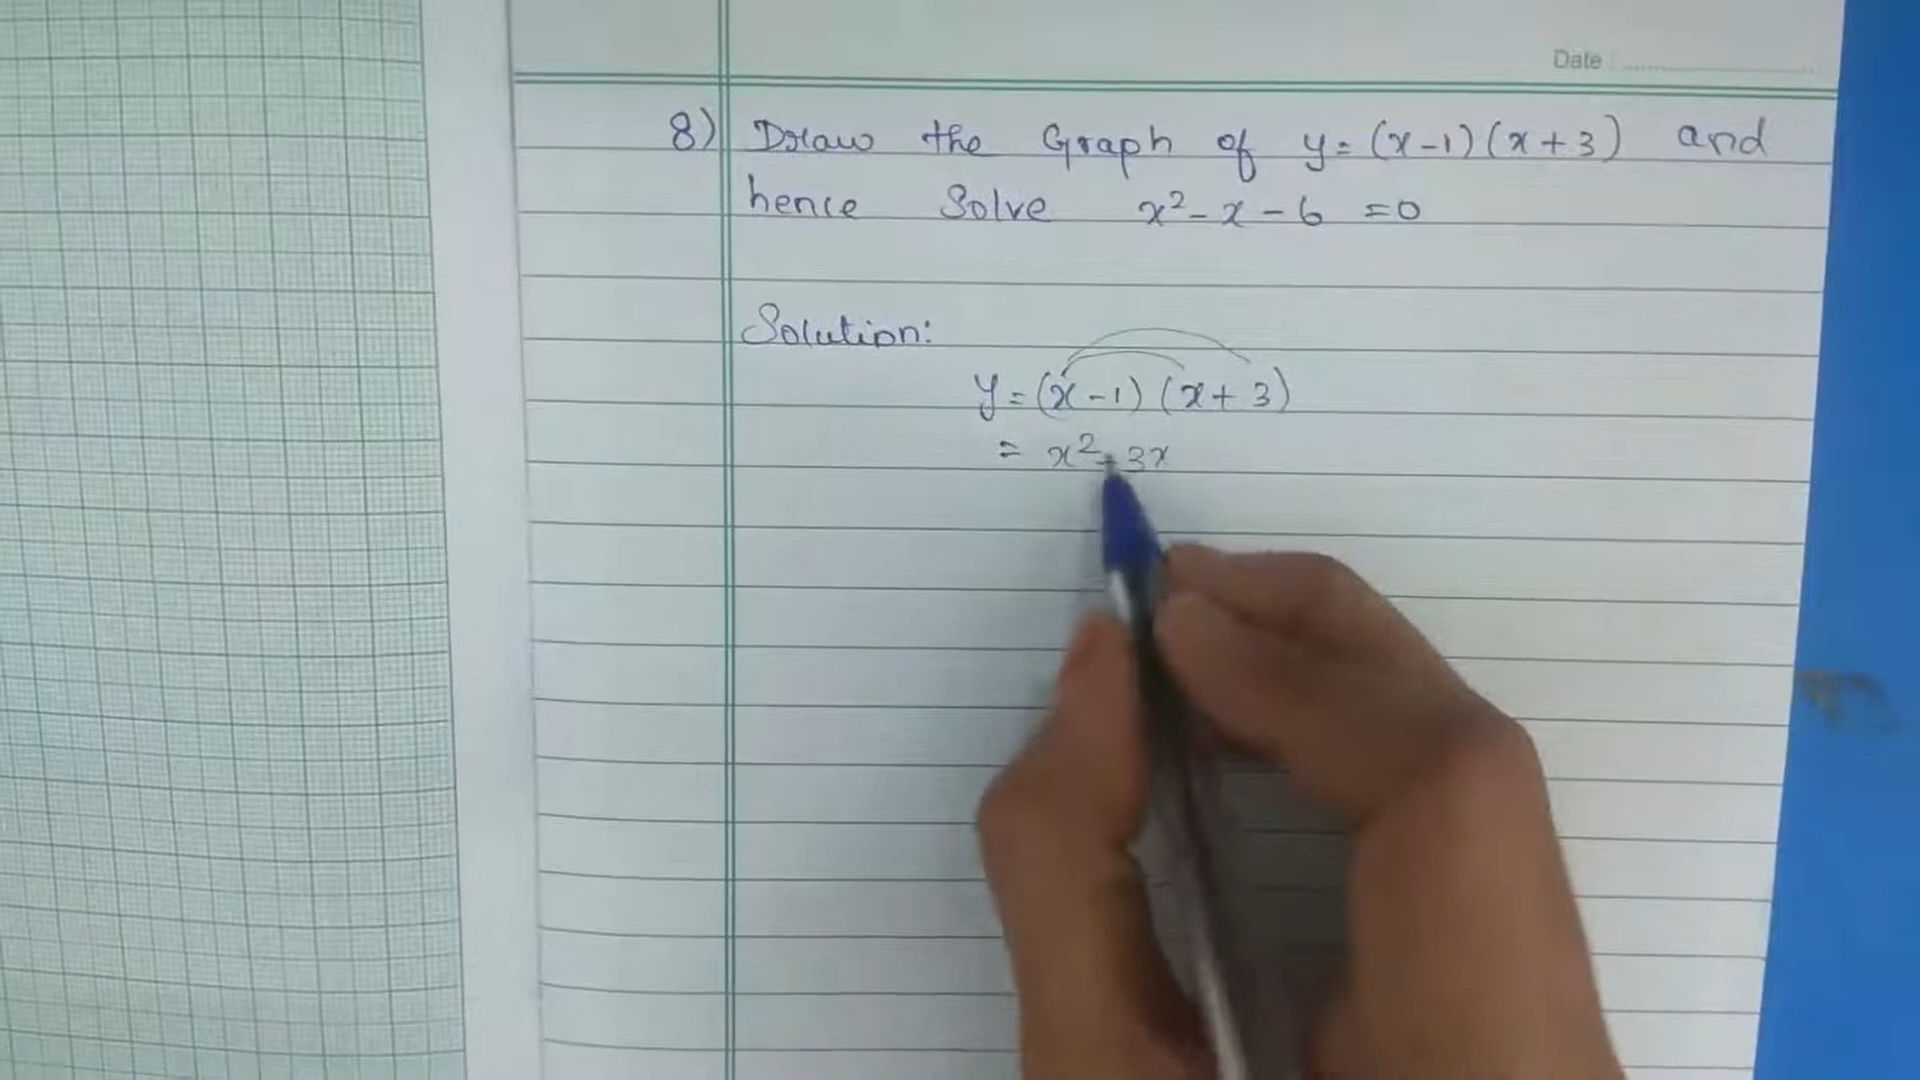 Date :
8) Draw the Graph of y = (x-1)(x+3) and
hence Solve x² - x - 6 = 0
Solution:
y = (x-1) (x+3)
= x² + 3x